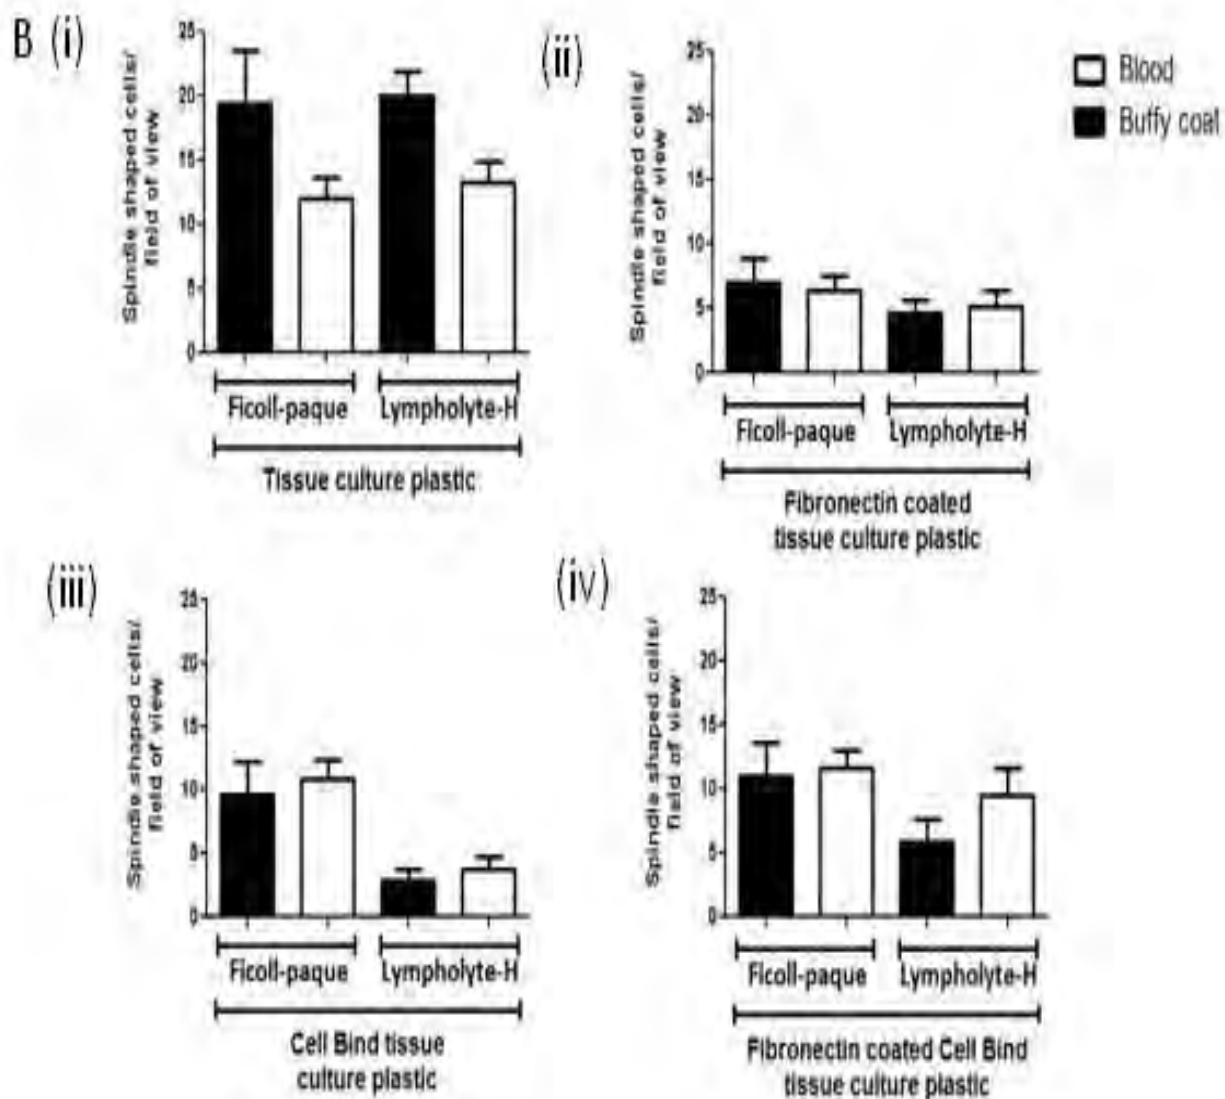 B (i)
Spindle shaped cells/
field of view
25
20
15
10
5
0
Ficoll-paque Lympholyte-H
Tissue culture plastic
(ii)
Spindle shaped cells/
field of view
25
20
15
10
5
0
Ficoll-paque Lympholyte-H
Fibronectin coated
tissue culture plastic
Blood
Buffy coat
(iii)
Spindle shaped cells/
field of view
25
20
15
10
5
0
Ficoll-paque Lympholyte-H
Cell Bind tissue
culture plastic
(iv)
Spindle shaped cells/
field of view
25
20
15
10
5
0
Ficoll-paque Lympholyte-H
Fibronectin coated Cell Bind
tissue culture plastic